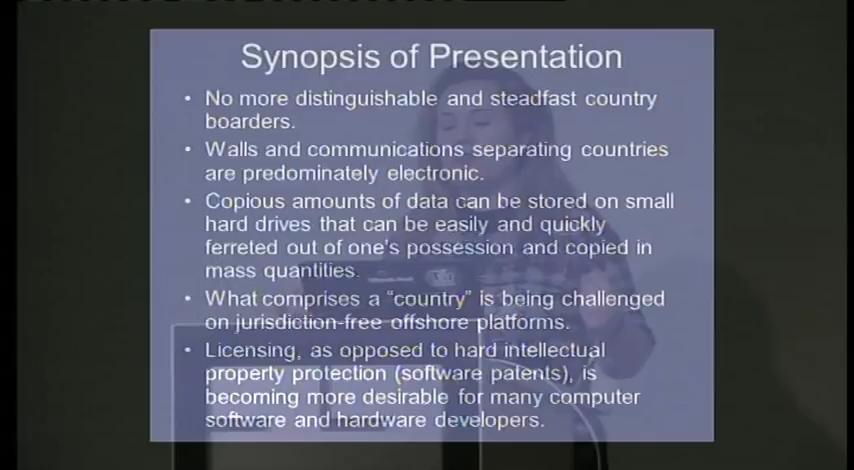 Synopsis of Presentation
• No more distinguishable and steadfast country
boarders.
• Walls and communications separating countries
are predominately electronic.
• Copious amounts of data can be stored on small
hard drives that can be easily and quickly
ferreted out of one's possession and copied in
mass quantities.
• What comprises a “country” is being challenged
on jurisdiction-free offshore platforms.
• Licensing, as opposed to hard intellectual
property protection (software patents), is
becoming more desirable for many computer
software and hardware developers.